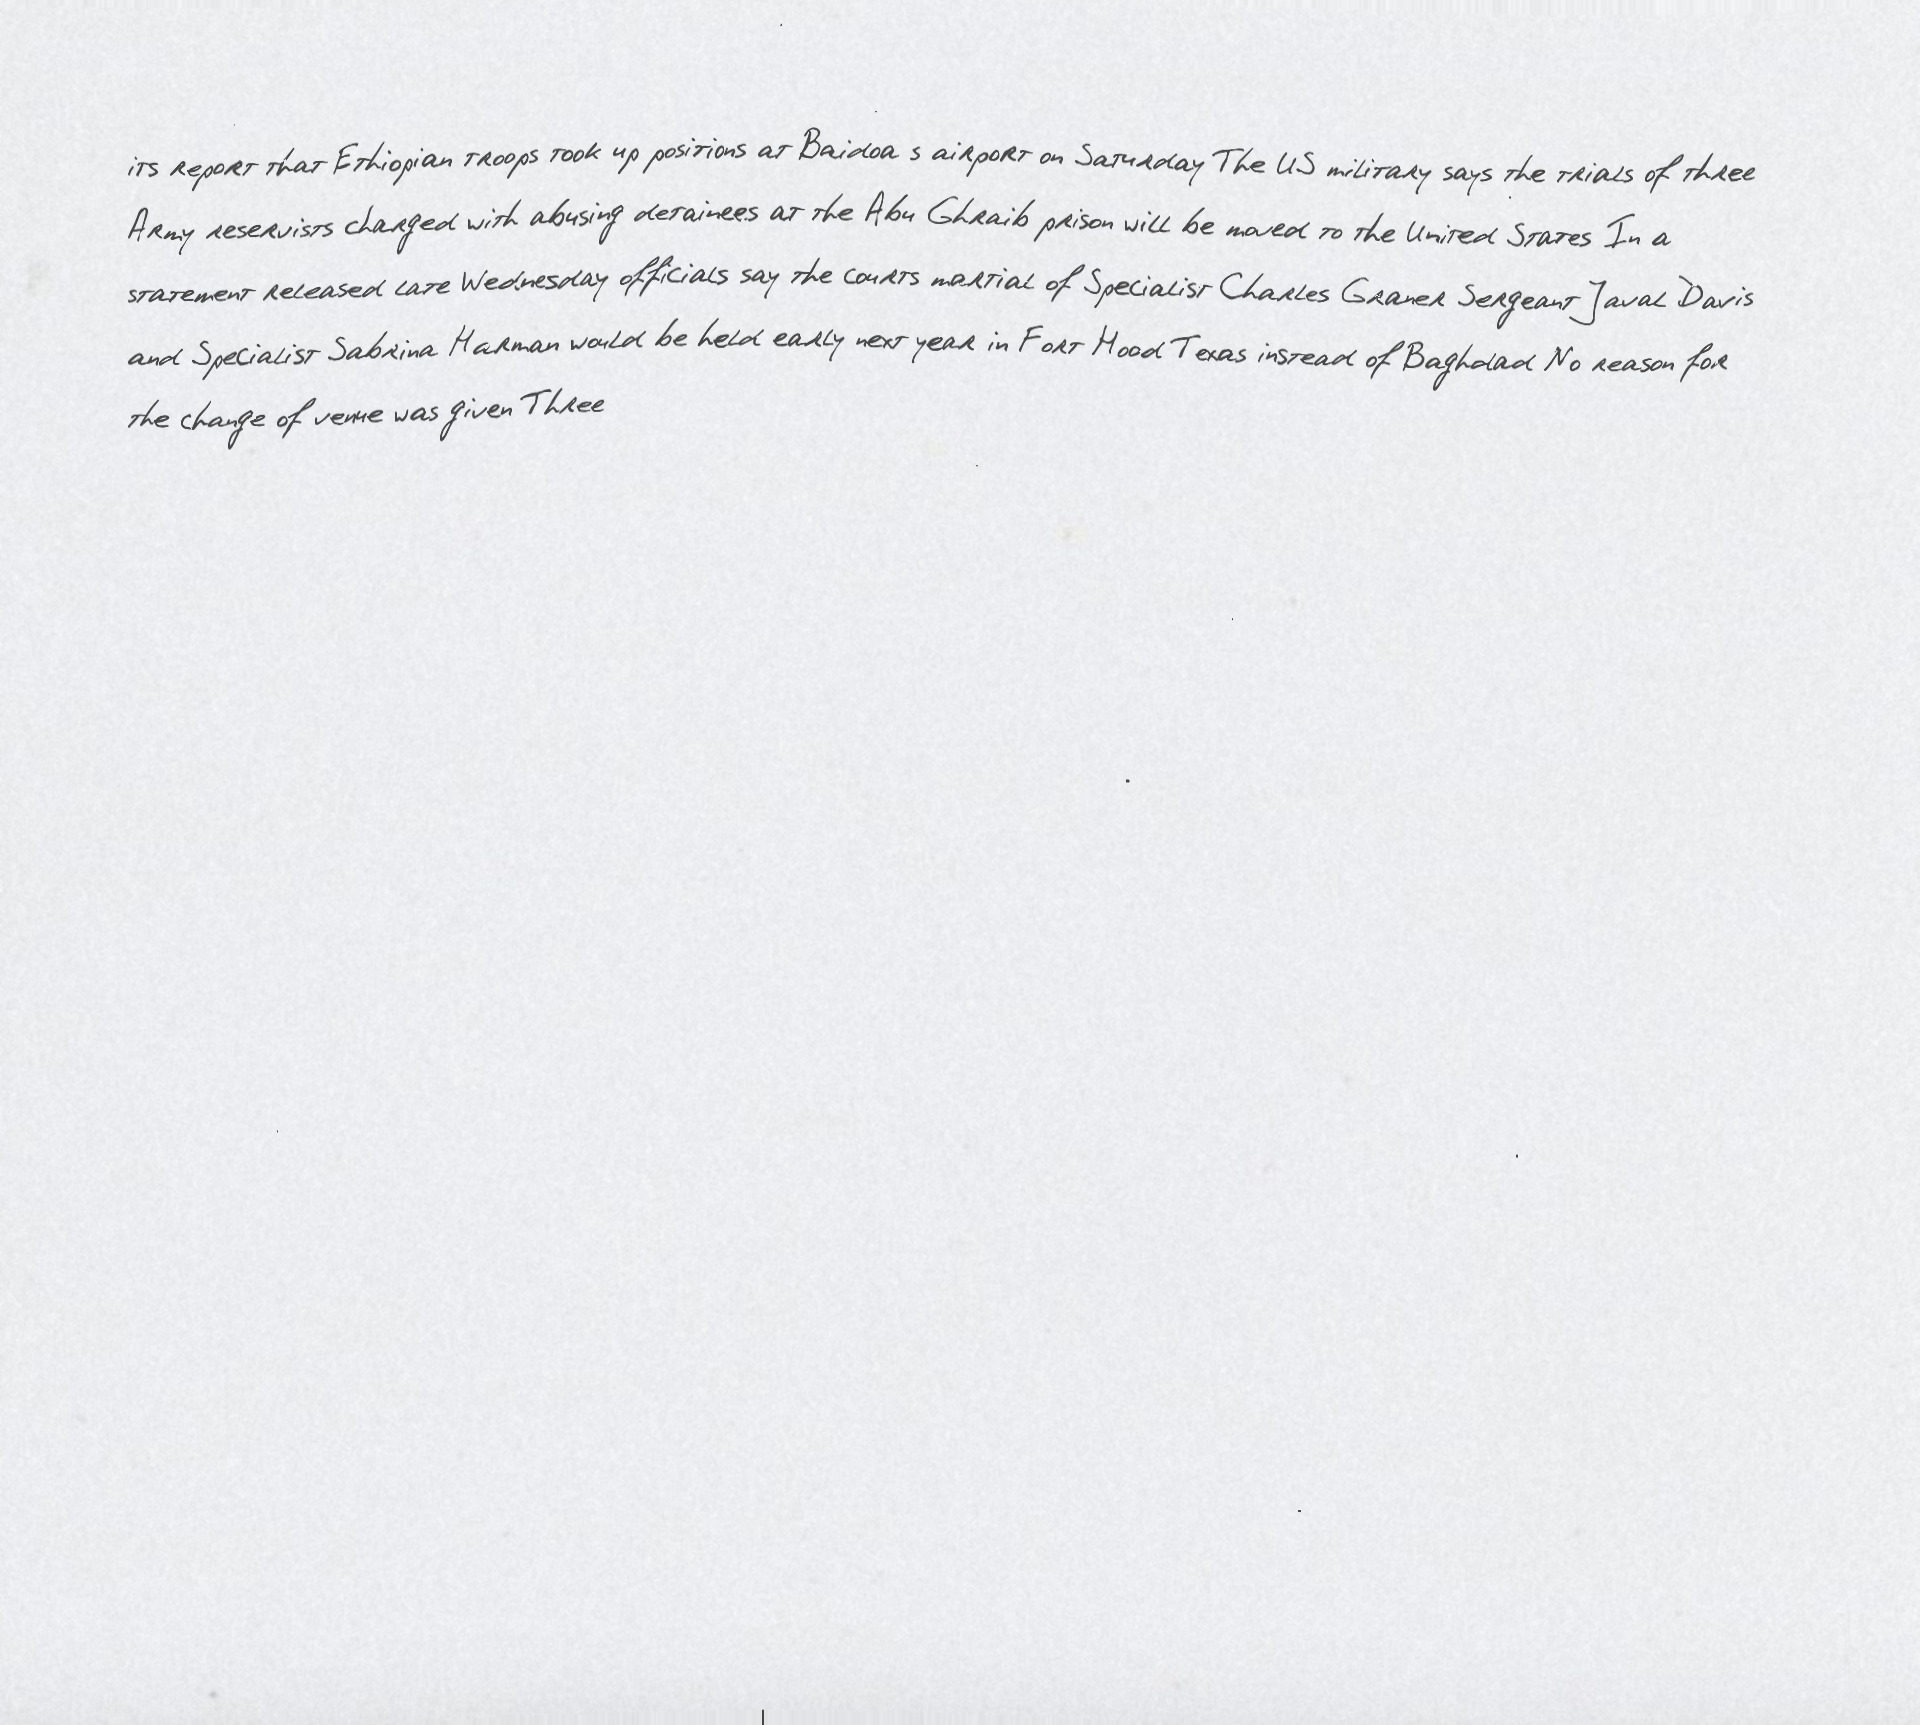 its report that Ethiopian troops took up positions at Baidoa s airport on Saturday The US military says the trials of three
Army reservists charged with abusing detainees at the Abu Ghraib prison will be moved to the United States In a
statement released late Wednesday officials say the courts martial of Specialist Charles Graner Sergeant Javal Davis
and Specialist Sabrina Harman would be held early next year in Fort Hood Texas instead of Baghdad No reason for
the change of venue was given Three